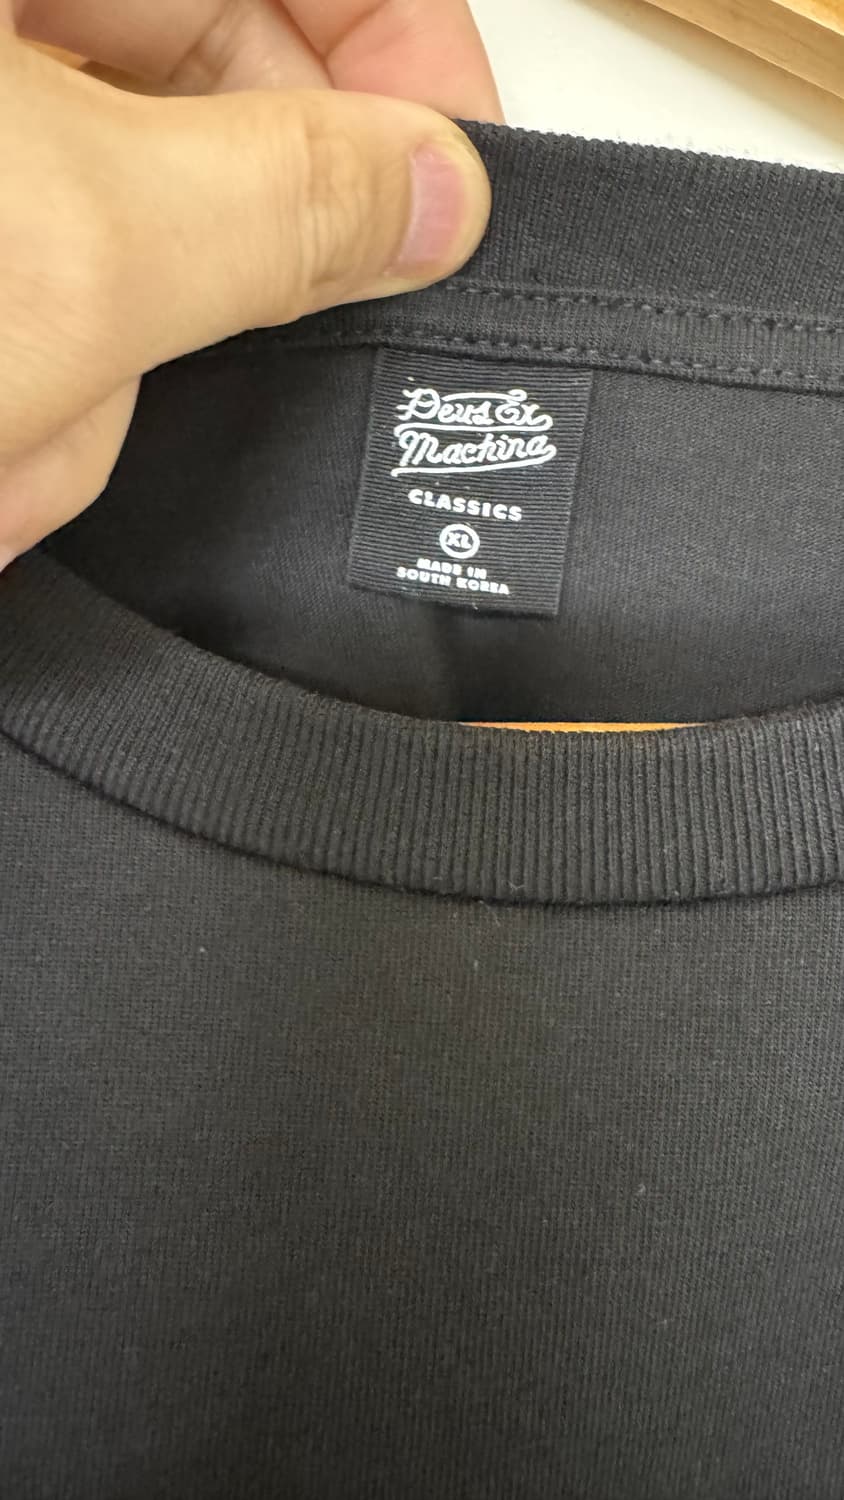 Deus Ex
Machina
CLASSICS
XL
MADE IN
SOUTH KOREA